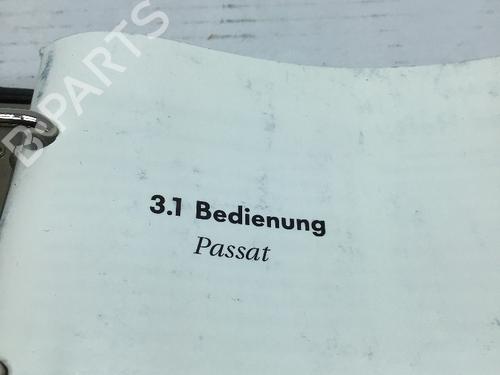 B-PARTS
3.1 Bedienung
Passat